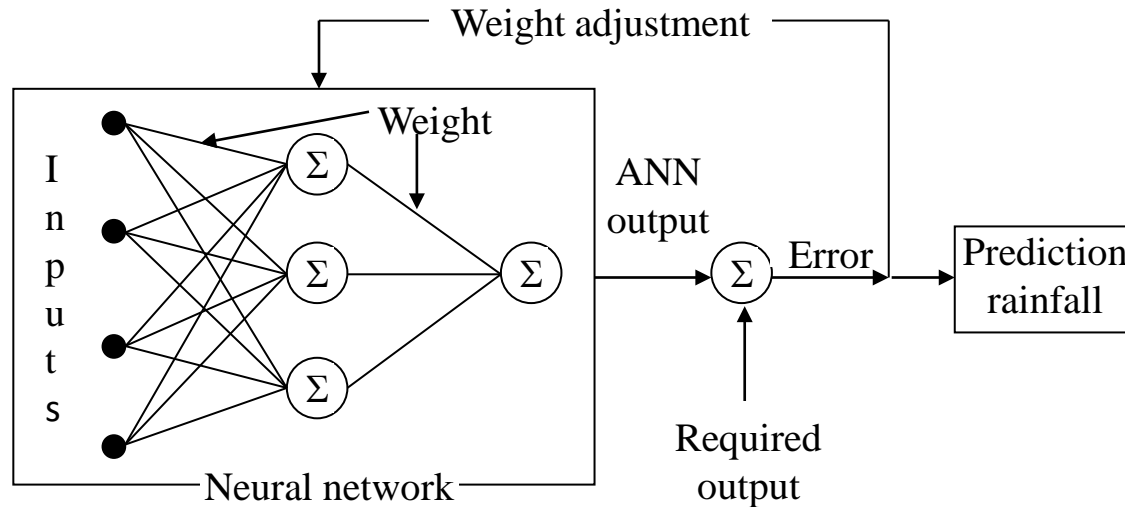 Weight adjustment
Weight
I
n
p
u
t
s
Σ
Σ
Σ
Σ
ANN
output
Σ
Error
Prediction
rainfall
Required
output
Neural network